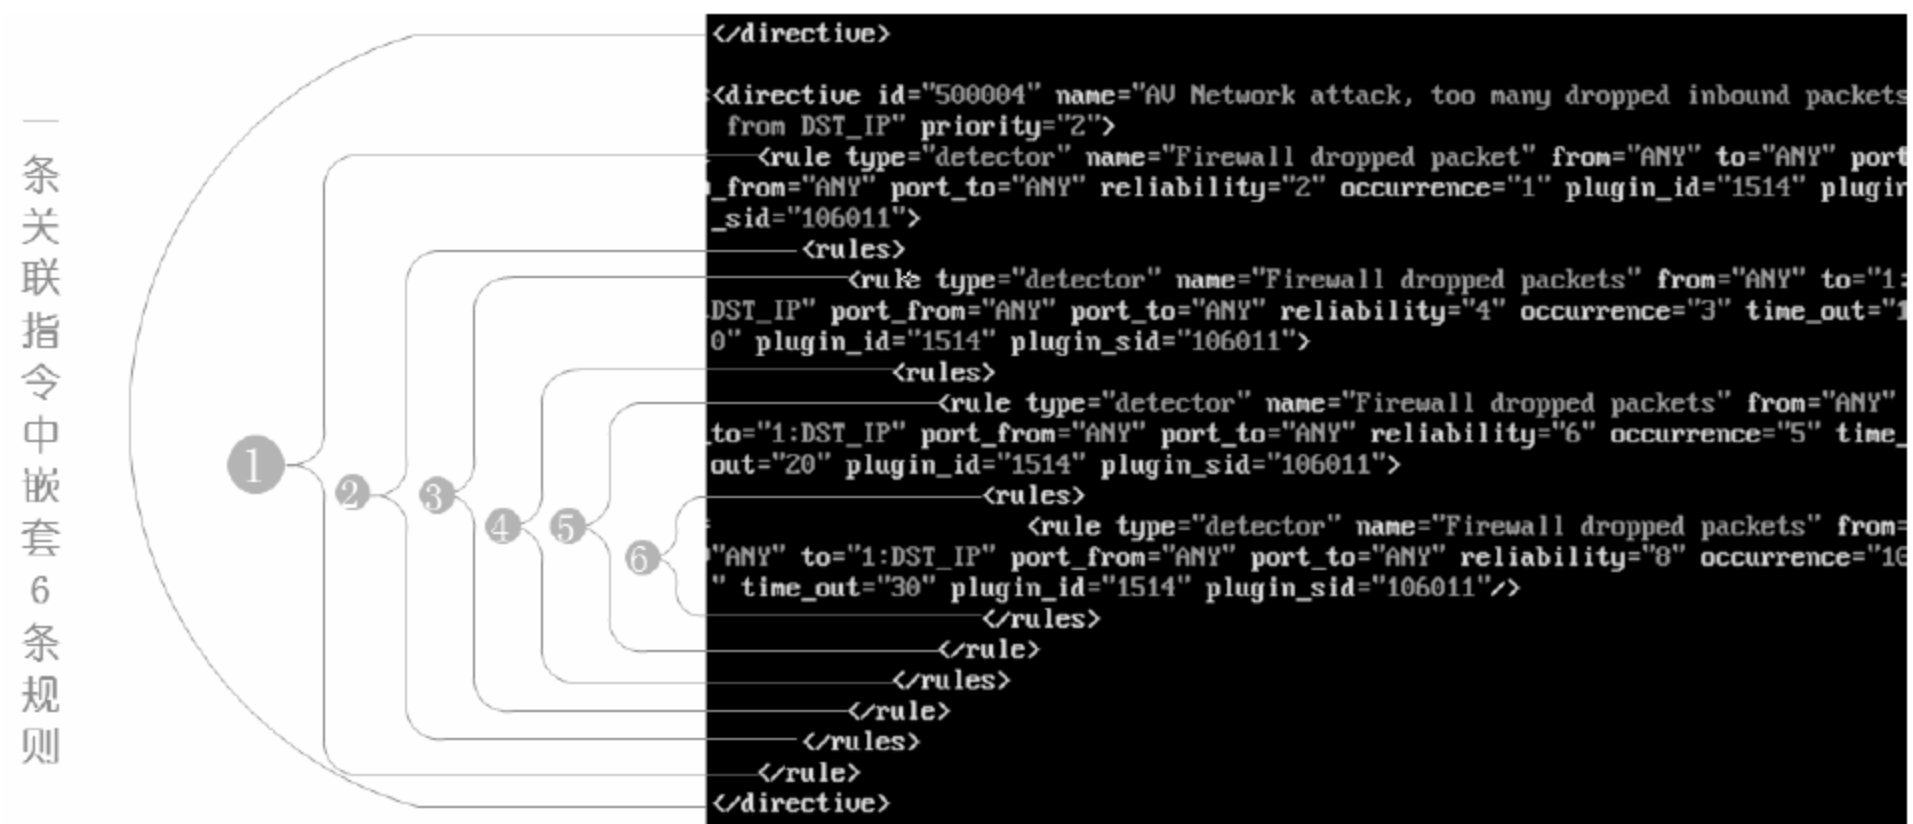 一条关联指令中嵌套6条规则
1
2
3
4
5
6
</directive>
<directive id="500004" name="AV Network attack, too many dropped inbound packets
from DST_IP" priority="2">
<rule type="detector" name="Firewall dropped packet" from="ANY" to="ANY" port
_from="ANY" port_to="ANY" reliability="2" occurrence="1" plugin_id="1514" plugin
_sid="106011">
<rules>
<rule type="detector" name="Firewall dropped packets" from="ANY" to="1:
DST_IP" port_from="ANY" port_to="ANY" reliability="4" occurrence="3" time_out="1
0" plugin_id="1514" plugin_sid="106011">
<rules>
<rule type="detector" name="Firewall dropped packets" from="ANY"
to="1:DST_IP" port_from="ANY" port_to="ANY" reliability="6" occurrence="5" time_
out="20" plugin_id="1514" plugin_sid="106011">
<rules>
<rule type="detector" name="Firewall dropped packets" from=
"ANY" to="1:DST_IP" port_from="ANY" port_to="ANY" reliability="8" occurrence="10
" time_out="30" plugin_id="1514" plugin_sid="106011"/>
</rules>
</rule>
</rules>
</rule>
</rules>
</rule>
</directive>